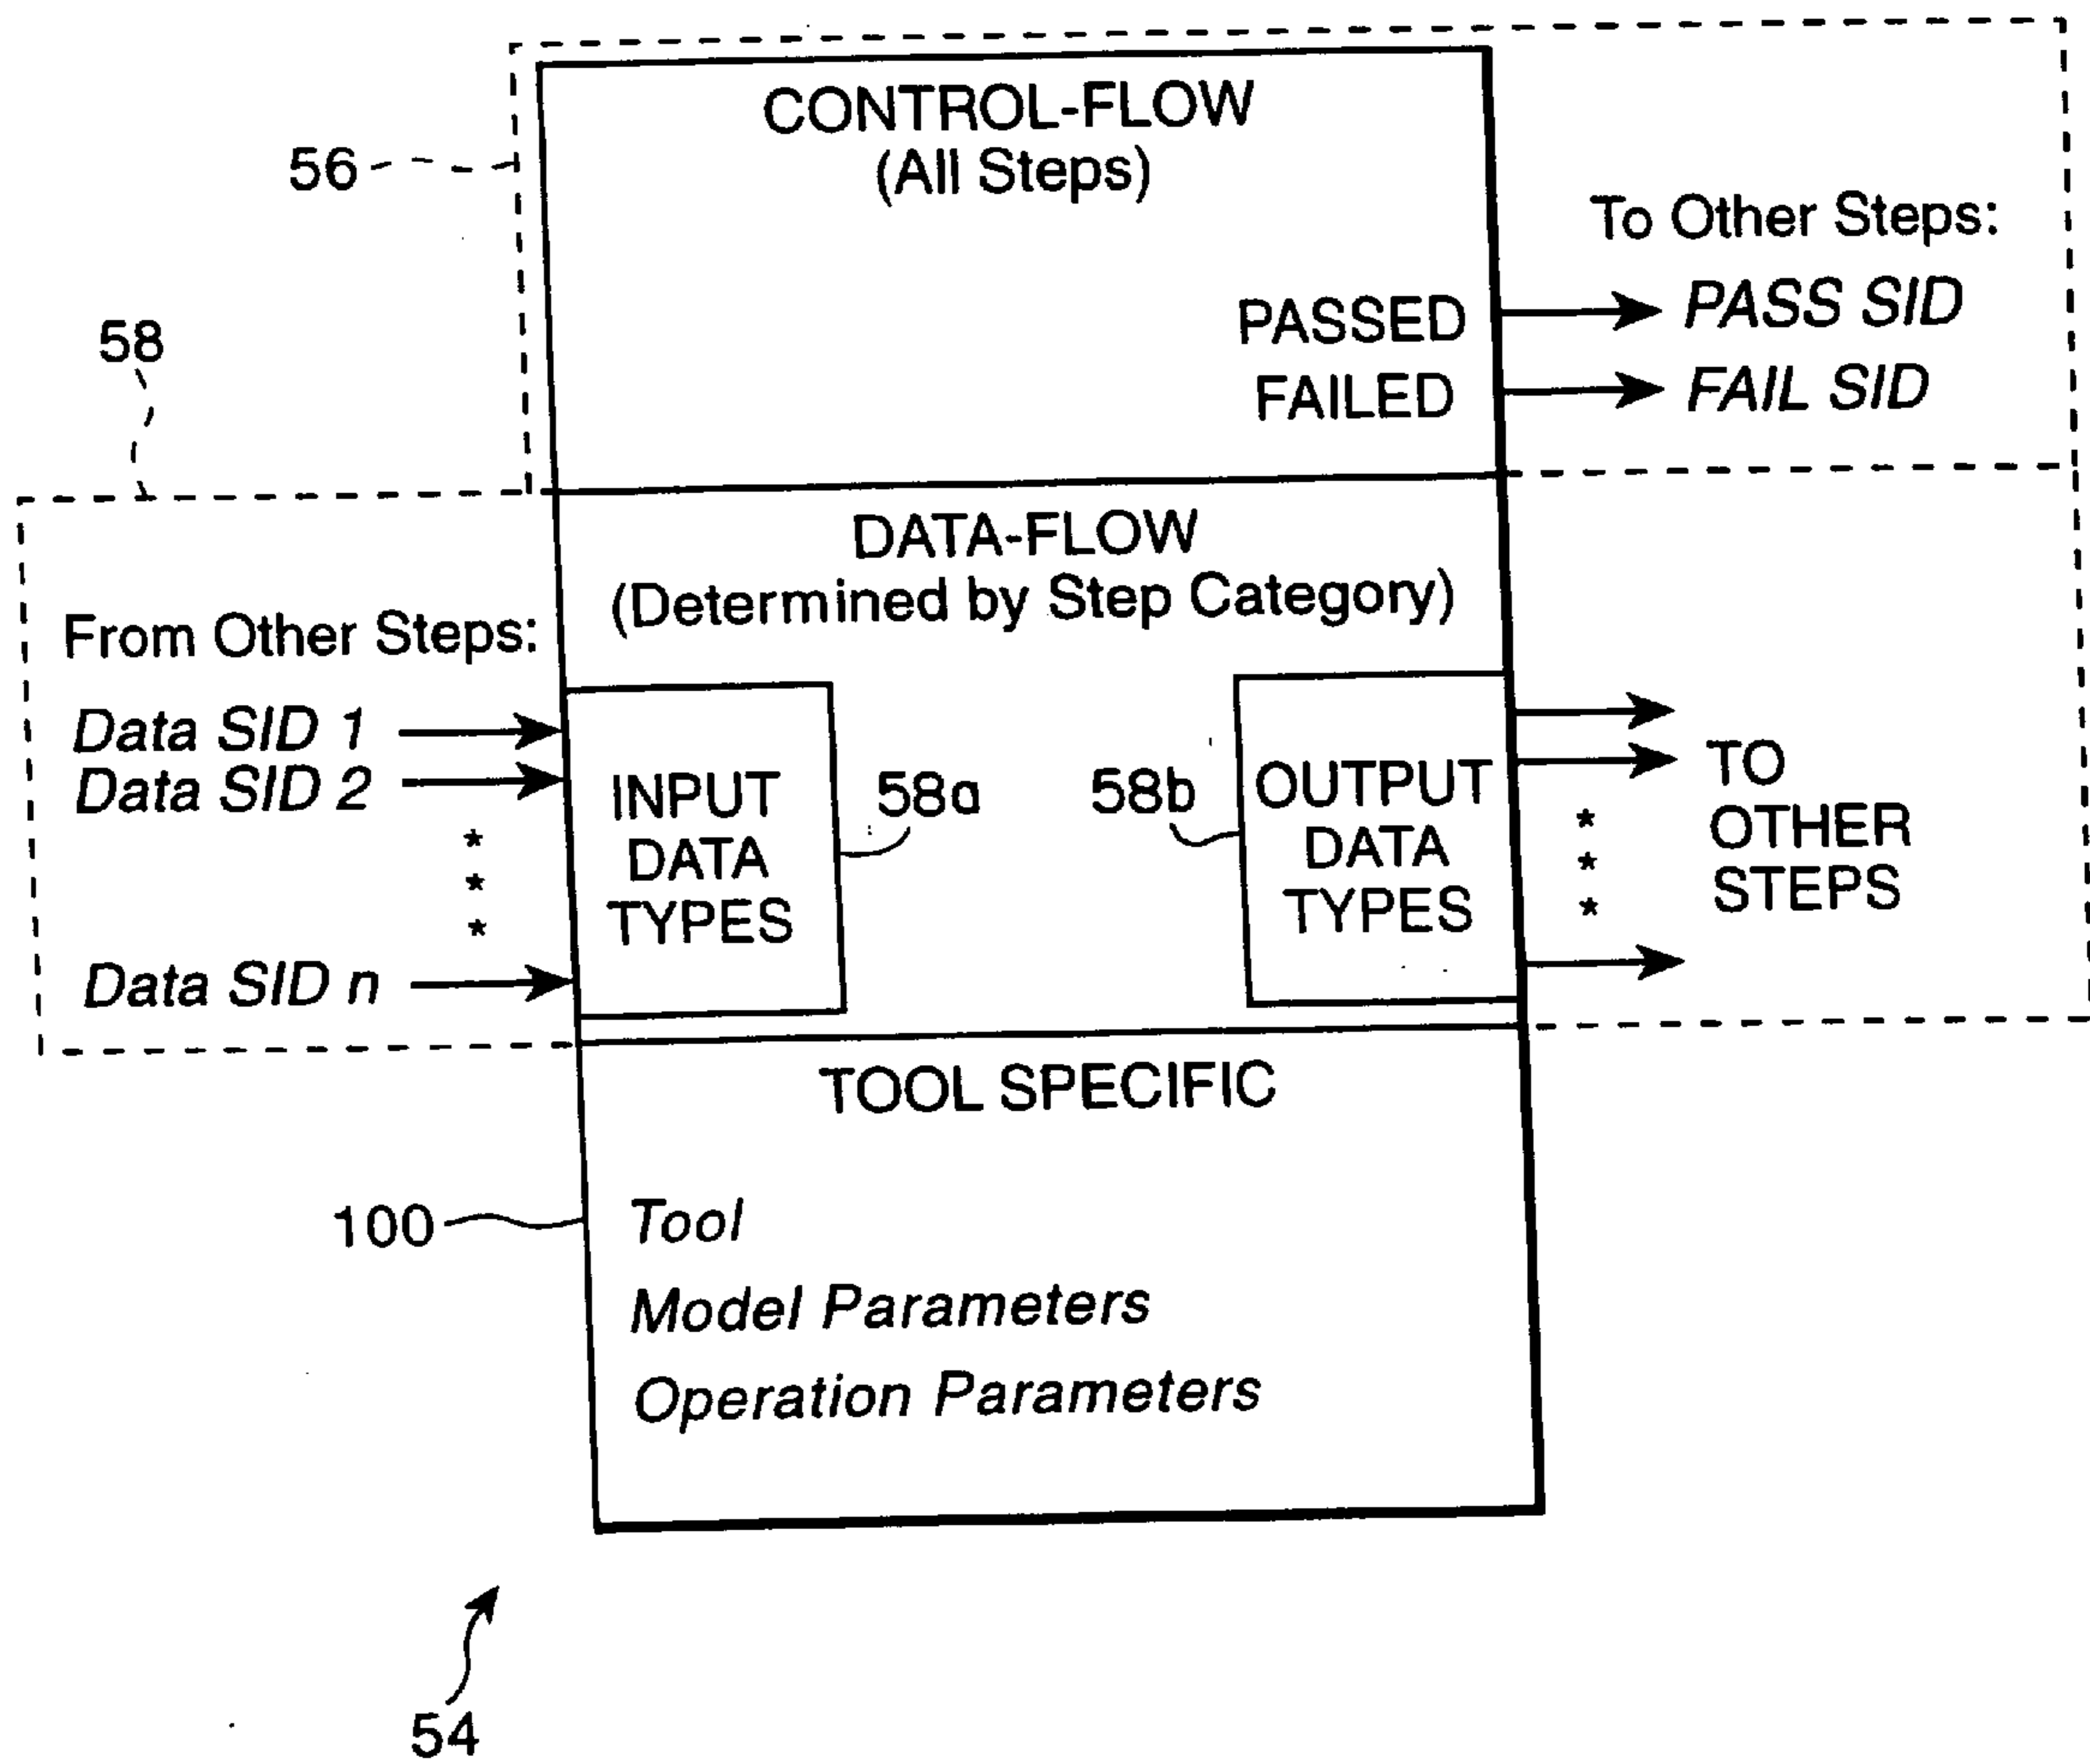 CONTROL-FLOW
(All Steps)
56
To Other Steps:
PASSED
PASS SID
FAILED
FAIL SID
58
DATA-FLOW
(Determined by Step Category)
From Other Steps:
Data SID 1
Data SID 2
*
*
*
Data SID n
INPUT
DATA
TYPES
58a
58b
OUTPUT
DATA
TYPES
*
*
*
TO
OTHER
STEPS
TOOL SPECIFIC
100
Tool
Model Parameters
Operation Parameters
54